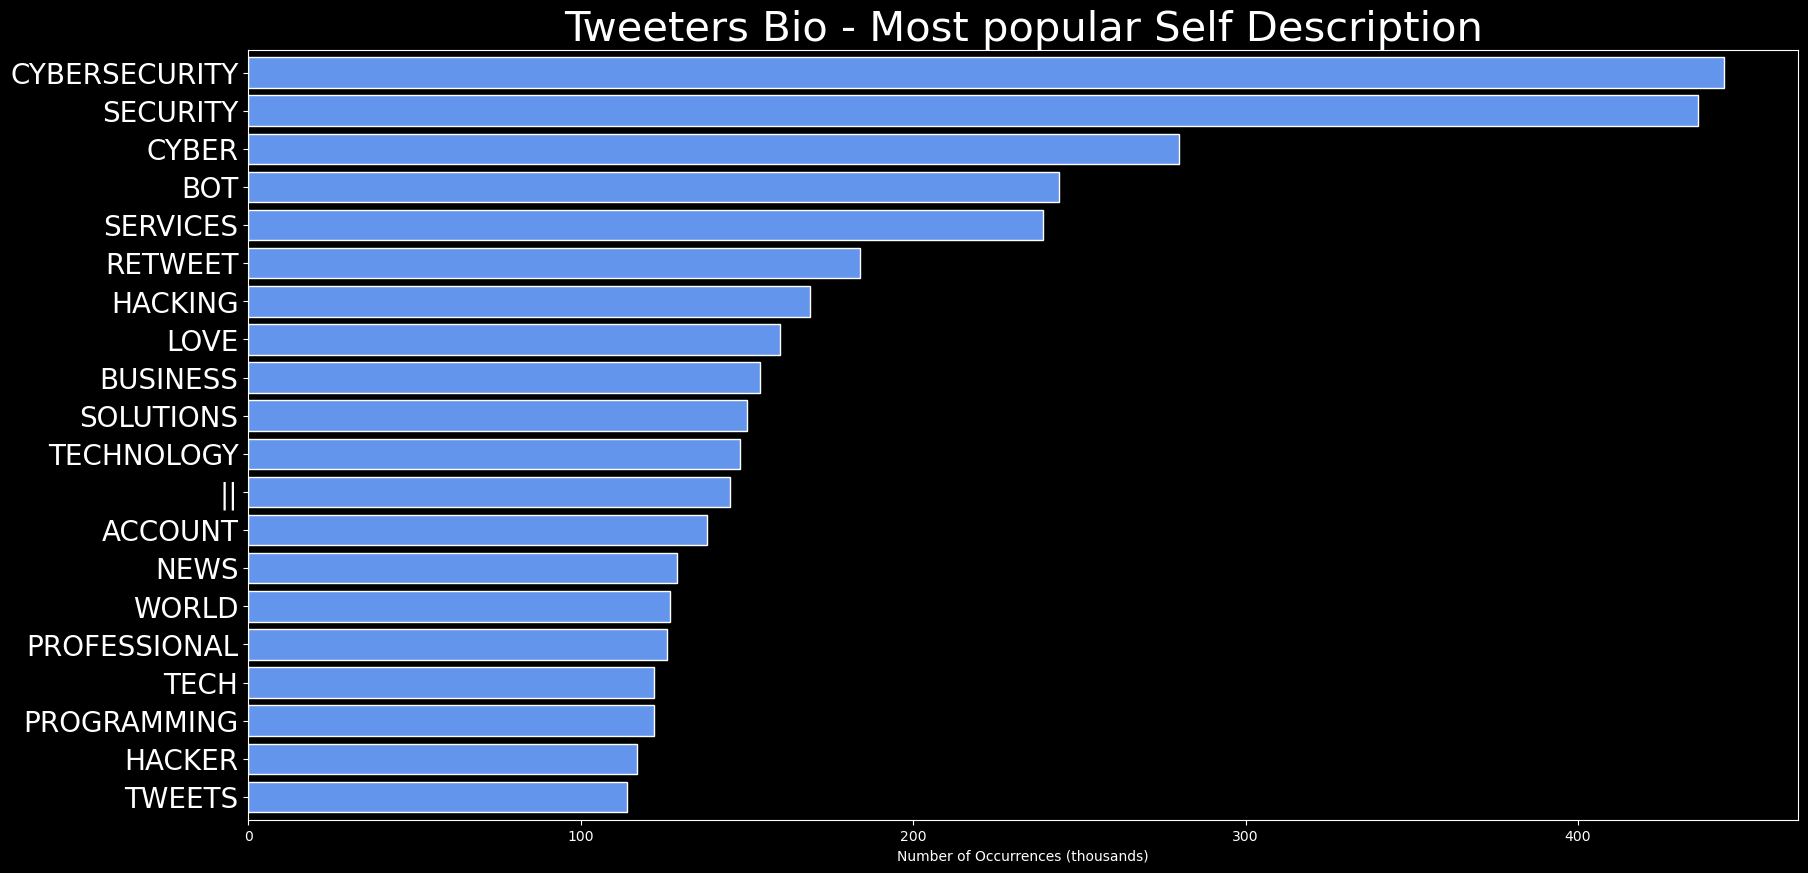 Tweeters Bio - Most popular Self Description
CYBERSECURITY
SECURITY
CYBER
BOT
SERVICES
RETWEET
HACKING
LOVE
BUSINESS
SOLUTIONS
TECHNOLOGY
||
ACCOUNT
NEWS
WORLD
PROFESSIONAL
TECH
PROGRAMMING
HACKER
TWEETS
0 100 200 300 400
Number of Occurrences (thousands)